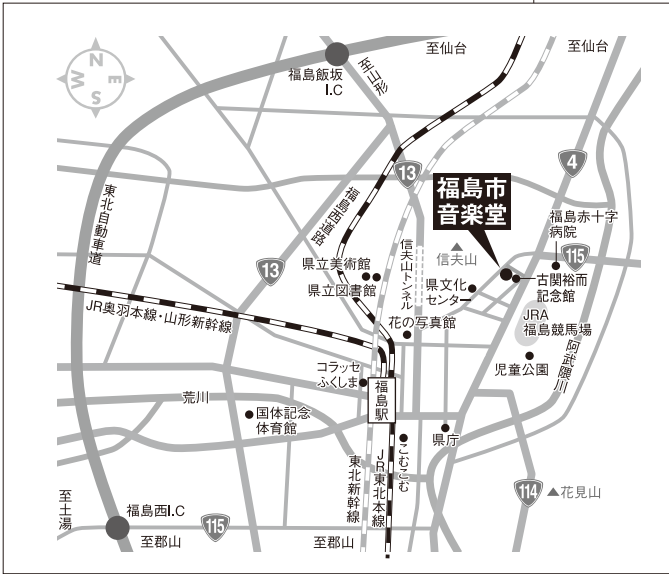 N
E
S
W
至仙台
至仙台
福島飯坂
I.C
至山形
4
13
福島市
音楽堂
東北自動車道
福島西道路
福島赤十字
病院
115
信夫山
13
県立美術館
県立図書館
信夫山トンネル
県文化
センター
古関裕而
記念館
JR奥羽本線・山形新幹線
花の写真館
JRA
福島競馬場
阿武隈川
児童公園
コラッセ
ふくしま
福島駅
荒川
国体記念
体育館
こむこむ
県庁
東北新幹線
JR東北本線
至土湯
114
花見山
福島西I.C
115
至郡山
至郡山